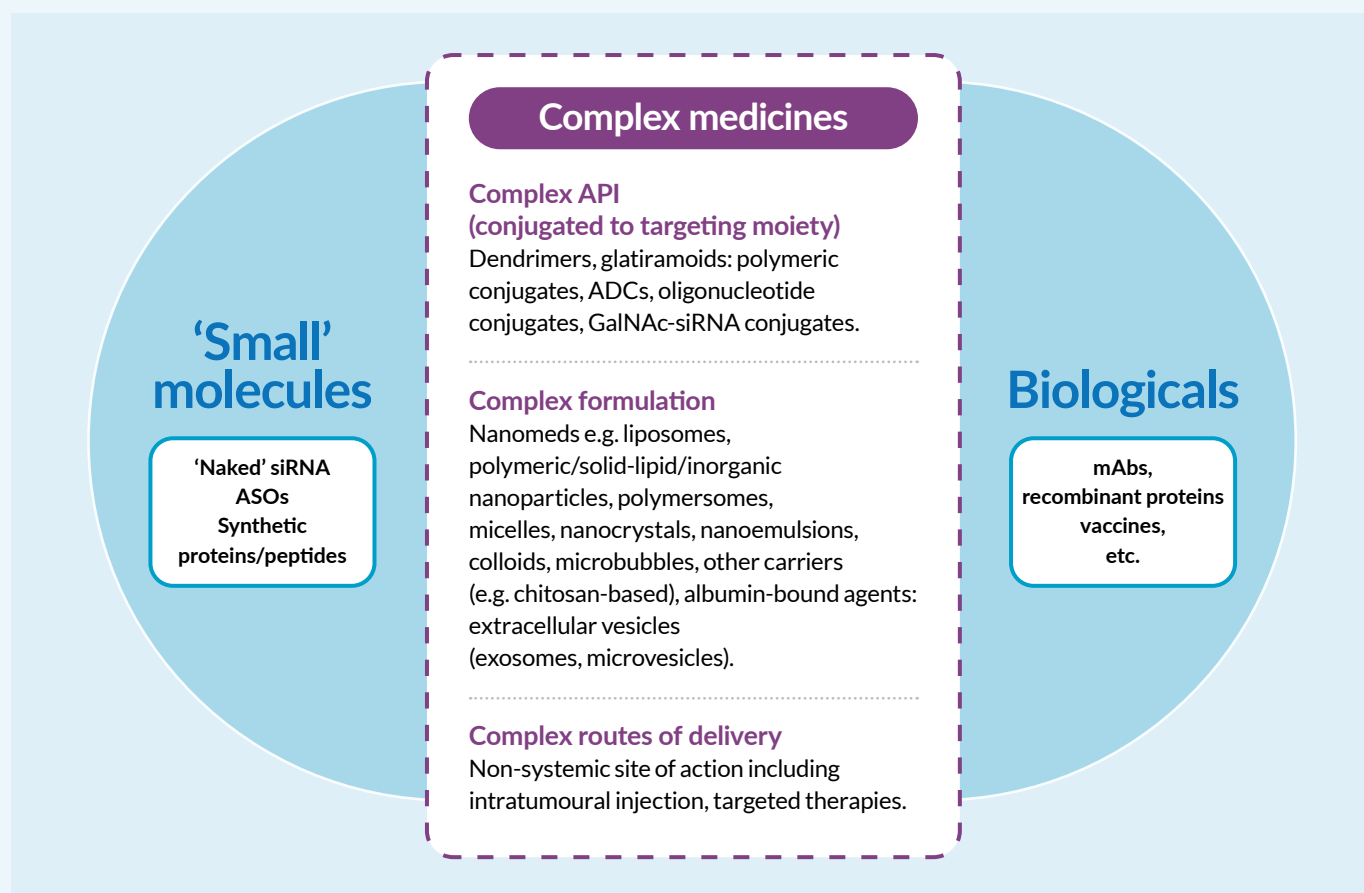 Complex medicines
Complex API
(conjugated to targeting moiety)
Dendrimers, glatiramoids: polymeric
conjugates, ADCs, oligonucleotide
conjugates, GalNAc-siRNA conjugates.
Complex formulation
Nanomeds e.g. liposomes,
polymeric/solid-lipid/inorganic
nanoparticles, polymersomes,
micelles, nanocrystals, nanoemulsions,
colloids, microbubbles, other carriers
(e.g. chitosan-based), albumin-bound agents:
extracellular vesicles
(exosomes, microvesicles).
Complex routes of delivery
Non-systemic site of action including
intratumoural injection, targeted therapies.
‘Small’
molecules
‘Naked’ siRNA
ASOs
Synthetic
proteins/peptides
Biologicals
mAbs,
recombinant proteins
vaccines,
etc.